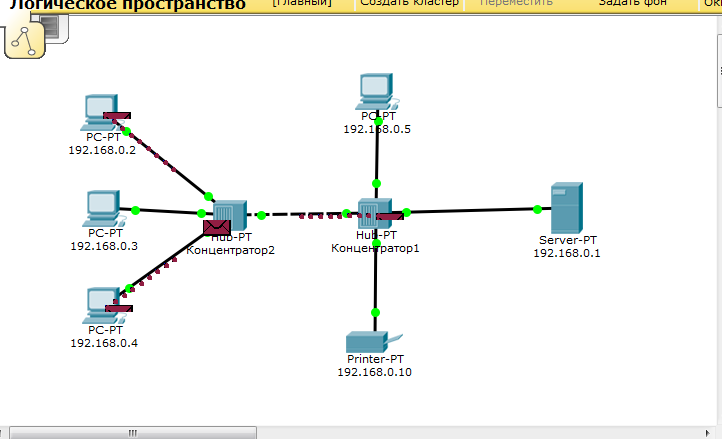 Логическое пространство
[Главный]
Создать кластер
Переместить
Задать фон
PC-PT
192.168.0.5
PC-PT
192.168.0.2
PC-PT
192.168.0.3
Hub-PT
Концентратор2
Hub-PT
Концентратор1
Server-PT
192.168.0.1
PC-PT
192.168.0.4
Printer-PT
192.168.0.10